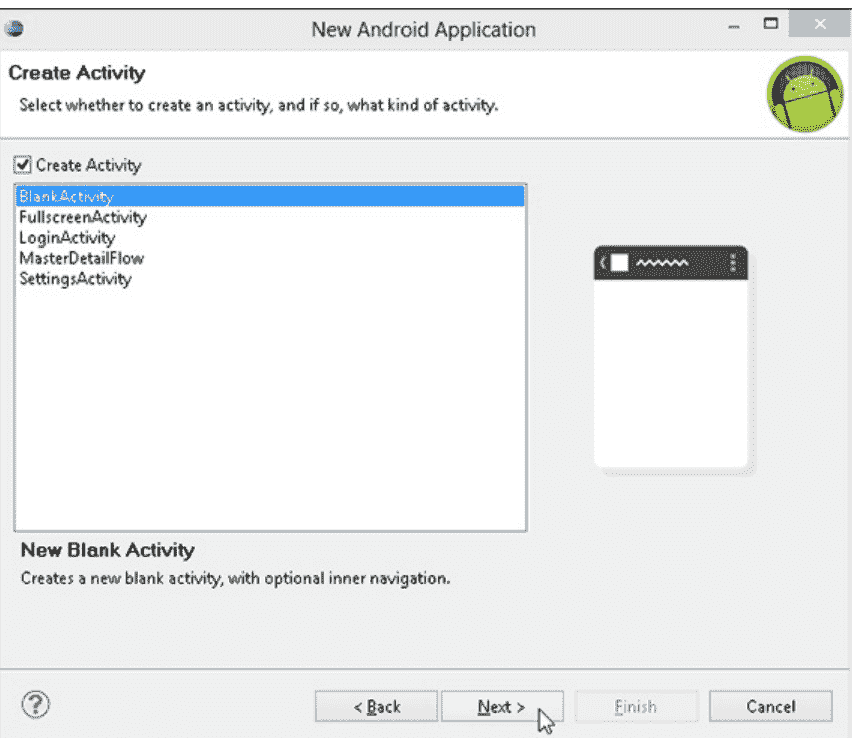 New Android Application
Create Activity
Select whether to create an activity, and if so, what kind of activity.
Create Activity
BlankActivity
FullscreenActivity
LoginActivity
MasterDetailFlow
SettingsActivity
New Blank Activity
Creates a new blank activity, with optional inner navigation.
? < Back Next > Finish Cancel